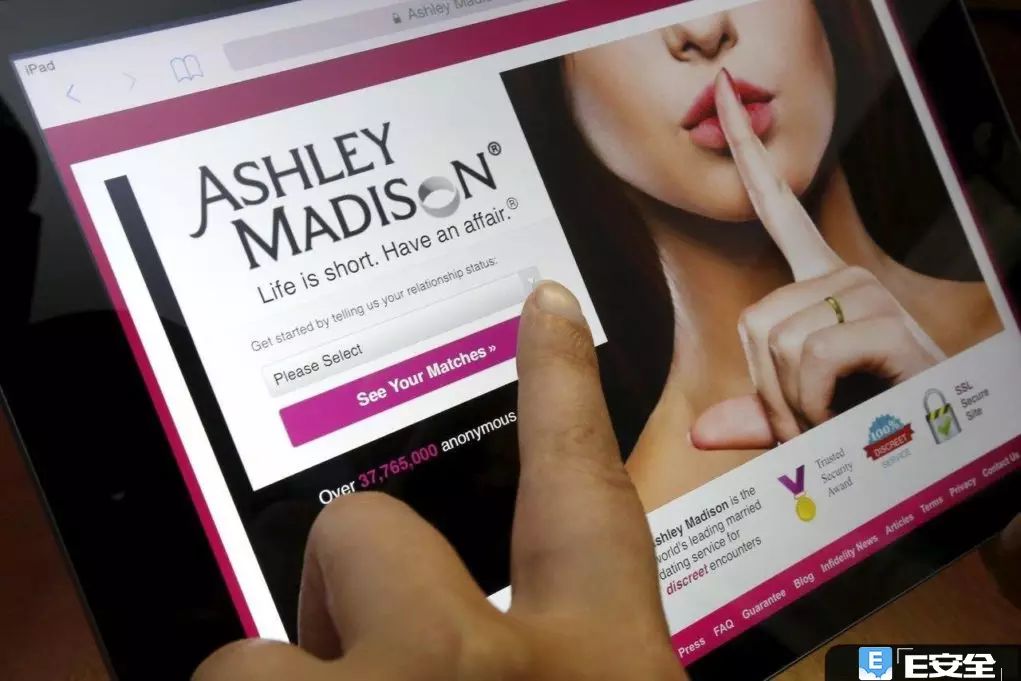 iPad
Ashley Madis
ASHLEY
MADISON®
Life is short. Have an affair.®
Get started by telling us your relationship status:
Please Select
See Your Matches »
Over 37,765,000 anonymous
100%
DISCREET
SERVICE
SSL
Secure
Site
Trusted
Security
Award
shley Madison is the
world's leading married
dating service for
discreet encounters
Press FAQ Guarantee Blog Infidelity News Articles Terms Privacy Contact Us
E E安全